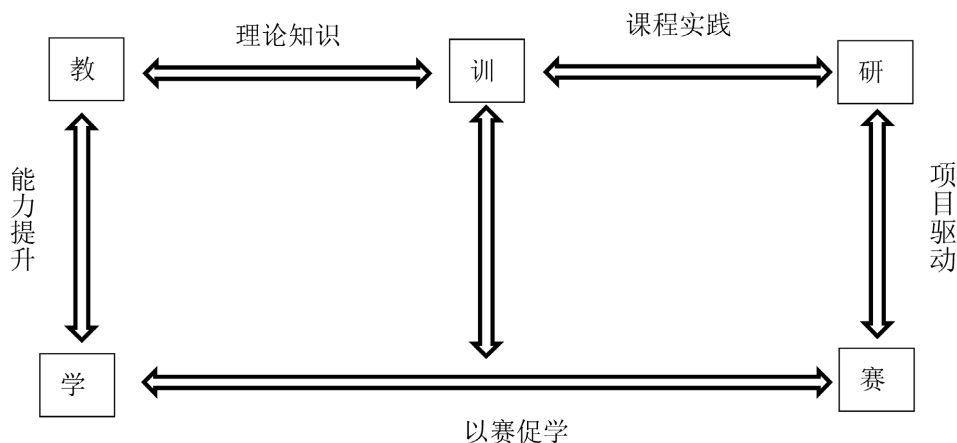 理论知识
课程实践
教
训
研
能力提升
项目驱动
学
赛
以赛促学